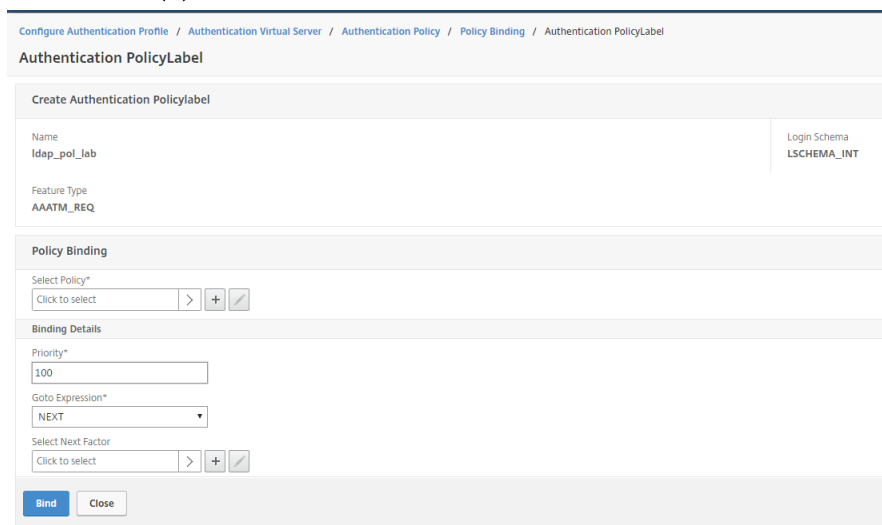 Configure Authentication Profile / Authentication Virtual Server / Authentication Policy / Policy Binding / Authentication PolicyLabel
Authentication PolicyLabel
Create Authentication Policylabel
Name
ldap_pol_lab
Login Schema
LSCHEMA_INT
Feature Type
AAATM_REQ
Policy Binding
Select Policy*
Click to select
Binding Details
Priority*
100
Goto Expression*
NEXT
Select Next Factor
Click to select
Bind Close